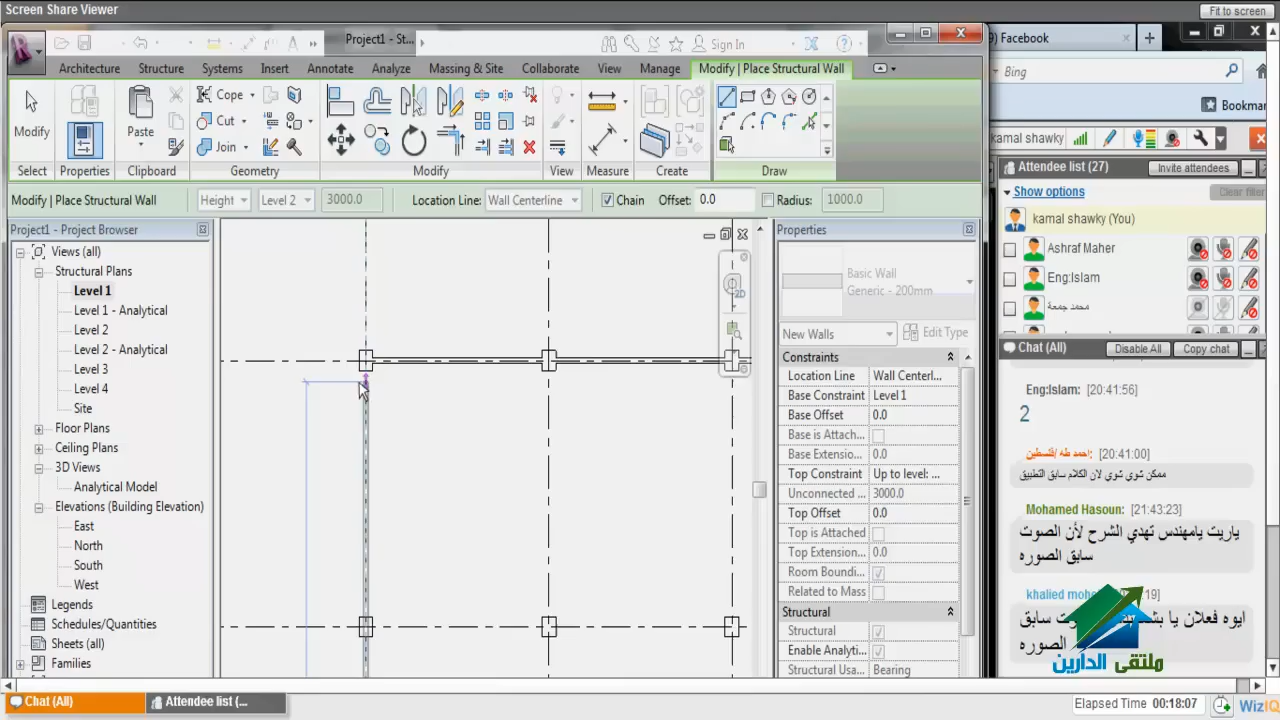 Screen Share Viewer
Fit to screen
Project1 - St...
Sign In
Facebook
Architecture Structure Systems Insert Annotate Analyze Massing & Site Collaborate View Manage Modify | Place Structural Wall
Bing
Bookmar
Cope
Cut
Join
Modify
Paste
kamal shawky
Select Properties Clipboard Geometry Modify View Measure Create Draw
Attendee list (27)
Invite attendees
Show options
Clear filter
Modify | Place Structural Wall Height Level 2 3000.0 Location Line: Wall Centerline Chain Offset: 0.0 Radius: 1000.0
kamal shawky (You)
Ashraf Maher
Eng:Islam
محمد جمعة
Project1 - Project Browser
Views (all)
Structural Plans
Level 1
Level 1 - Analytical
Level 2
Level 2 - Analytical
Level 3
Level 4
Site
Floor Plans
Ceiling Plans
3D Views
Analytical Model
Elevations (Building Elevation)
East
North
South
West
Legends
Schedules/Quantities
Sheets (all)
Families
2D
Properties
Basic Wall
Generic - 200mm
New Walls
Edit Type
Constraints
Location Line Wall Centerl...
Base Constraint Level 1
Base Offset 0.0
Base is Attach...
Base Extensio... 0.0
Top Constraint Up to level: ...
Unconnected ... 3000.0
Top Offset 0.0
Top is Attached
Top Extension... 0.0
Room Boundi...
Related to Mass
Structural
Structural
Enable Analyti...
Structural Usa... Bearing
Chat (All)
Disable All
Copy chat
Eng:Islam: [20:41:56]
2
احمد طه /فلسطين: [20:41:00]
ممكن شوي شوي لان الكلام سابق التطبيق
Mohamed Hasoun: [21:43:23]
ياريت يامهندس تهدي الشرح لأن الصوت
سابق الصوره
khalied moh
19]
ايوه فعلان يا
سابق
الصوره
ملتقى الدارين
Chat (All)
Attendee list (...
Elapsed Time 00:18:07
WizIQ